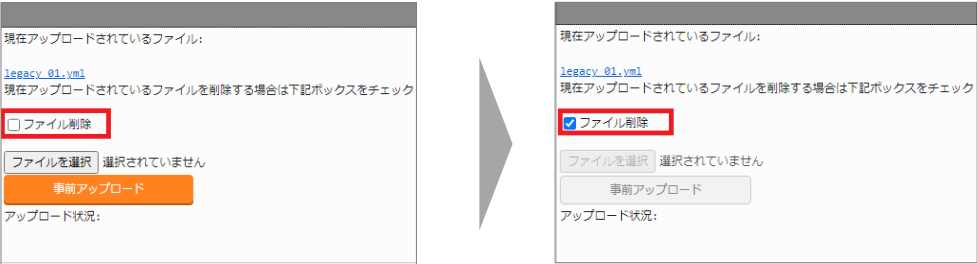 現在アップロードされているファイル:
legacy_01.yml
現在アップロードされているファイルを削除する場合は下記ボックスをチェック
ファイル削除
ファイルを選択 選択されていません
事前アップロード
アップロード状況:
現在アップロードされているファイル:
legacy_01.yml
現在アップロードされているファイルを削除する場合は下記ボックスをチェック
ファイル削除
ファイルを選択 選択されていません
事前アップロード
アップロード状況: